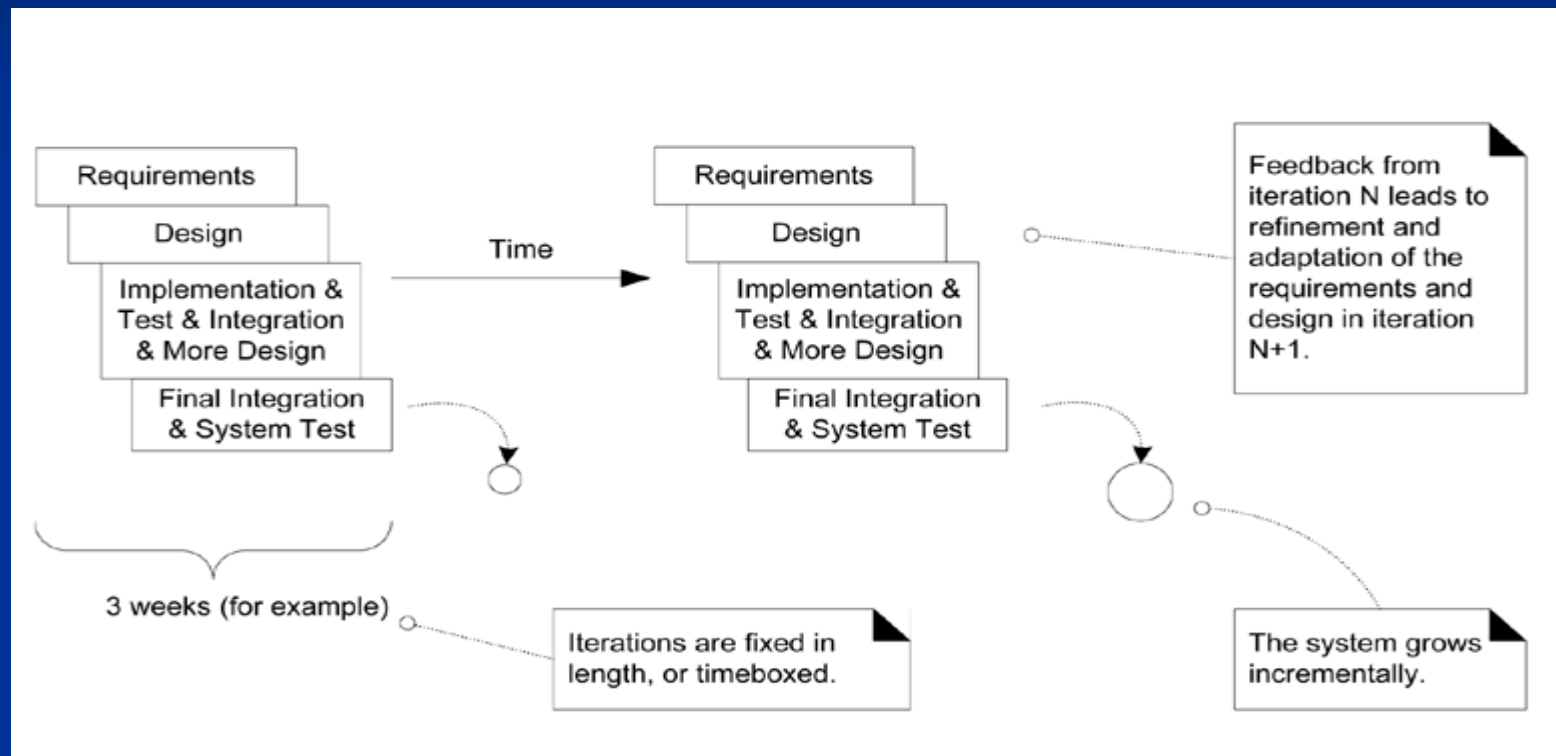 Requirements
Design
Implementation &
Test & Integration
& More Design
Final Integration
& System Test
Time
Requirements
Design
Implementation &
Test & Integration
& More Design
Final Integration
& System Test
Feedback from
iteration N leads to
refinement and
adaptation of the
requirements and
design in iteration
N+1.
3 weeks (for example)
Iterations are fixed in
length, or timeboxed.
The system grows
incrementally.